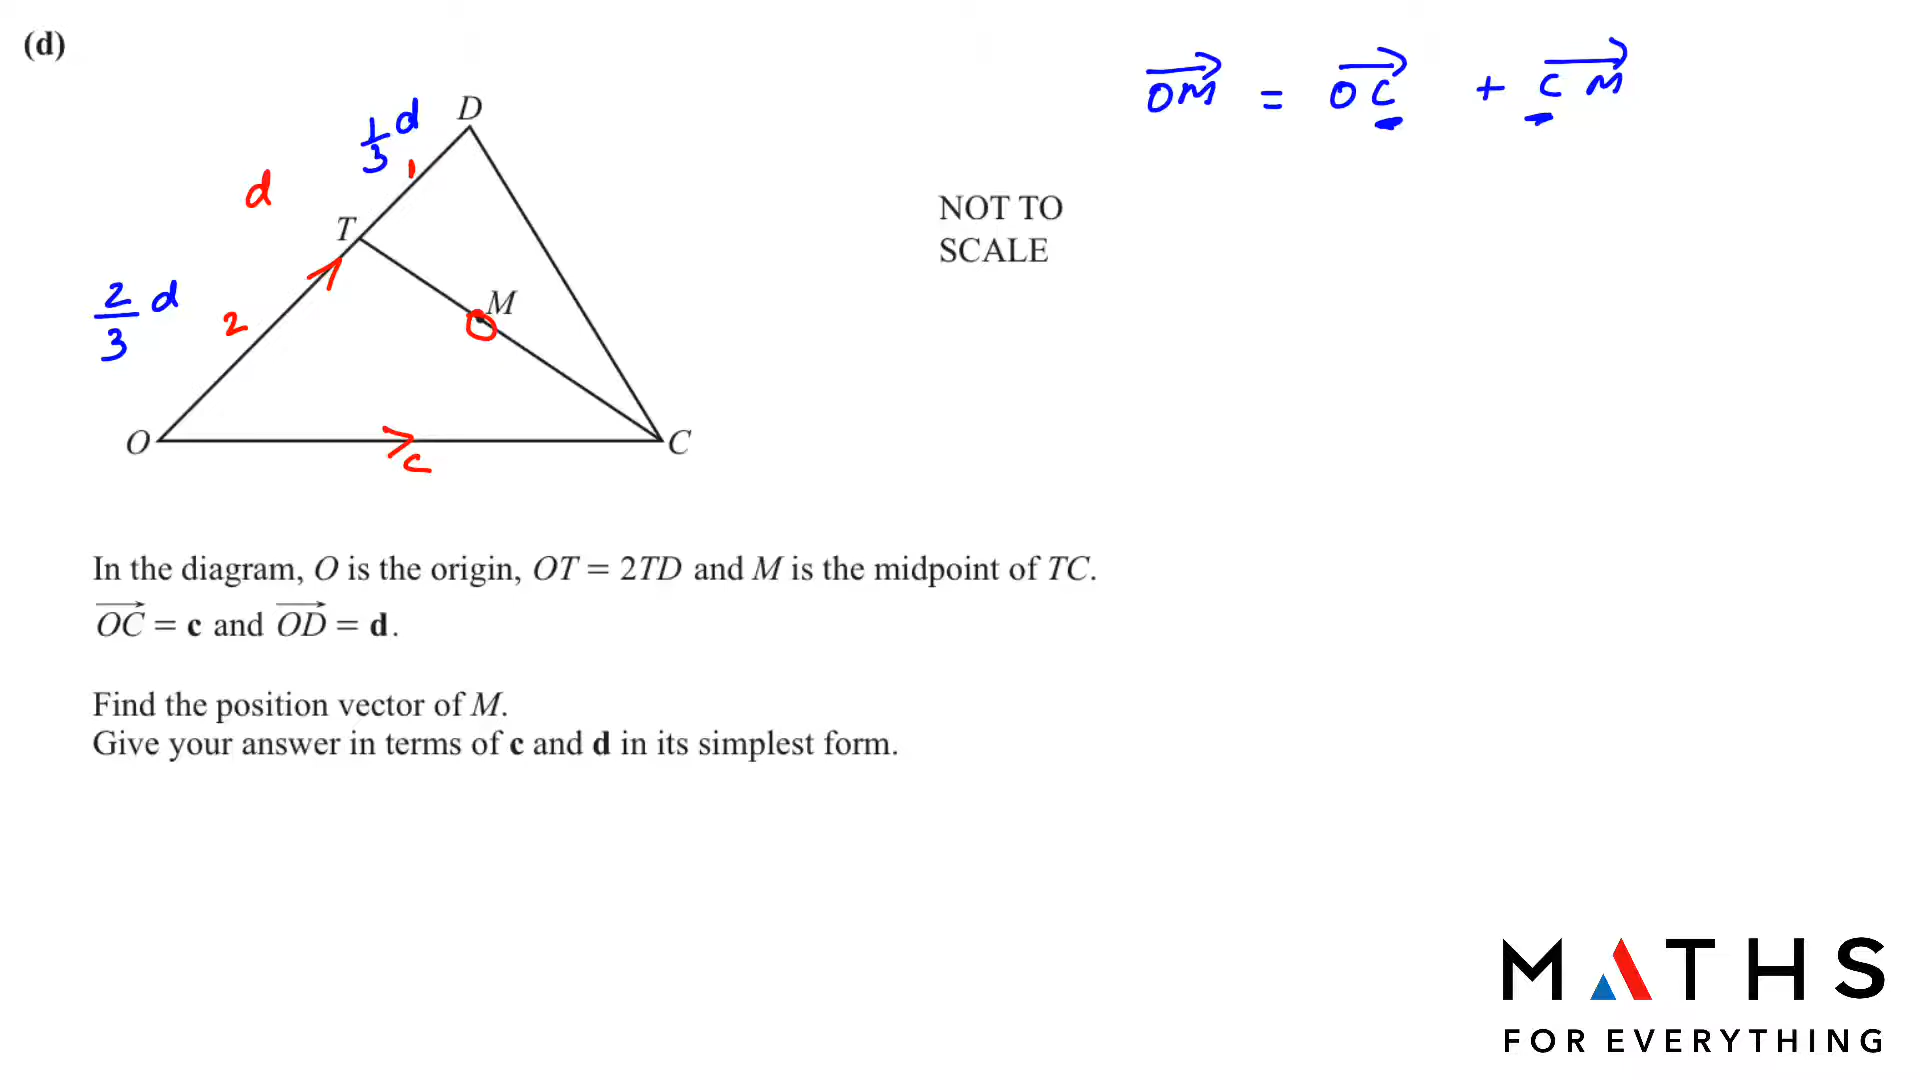 (d)
OM = OC + CM
D
1/3 d
1
d
T
NOT TO
SCALE
M
2/3 d
2
O
C
c
In the diagram, O is the origin, OT = 2TD and M is the midpoint of TC.
OC = c and OD = d.
Find the position vector of M.
Give your answer in terms of c and d in its simplest form.
MATHS
FOR EVERYTHING